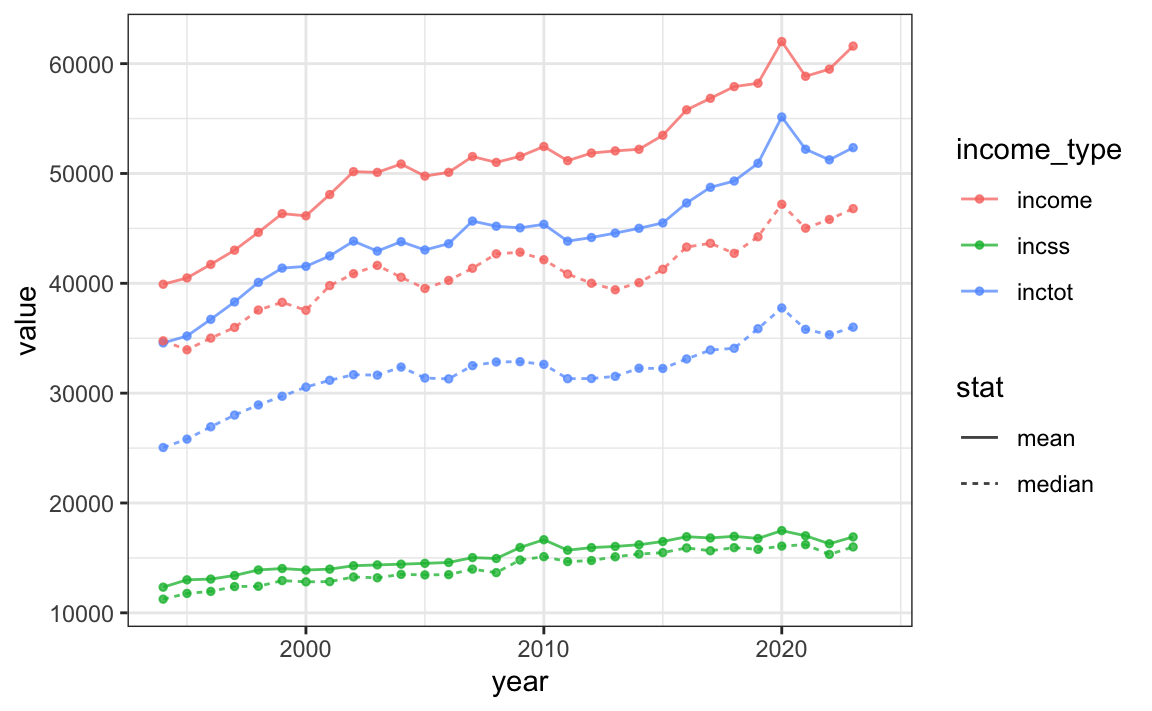 60000
50000
40000
30000
20000
10000
value
2000
2010
2020
year
income_type
income
incss
inctot
stat
mean
median